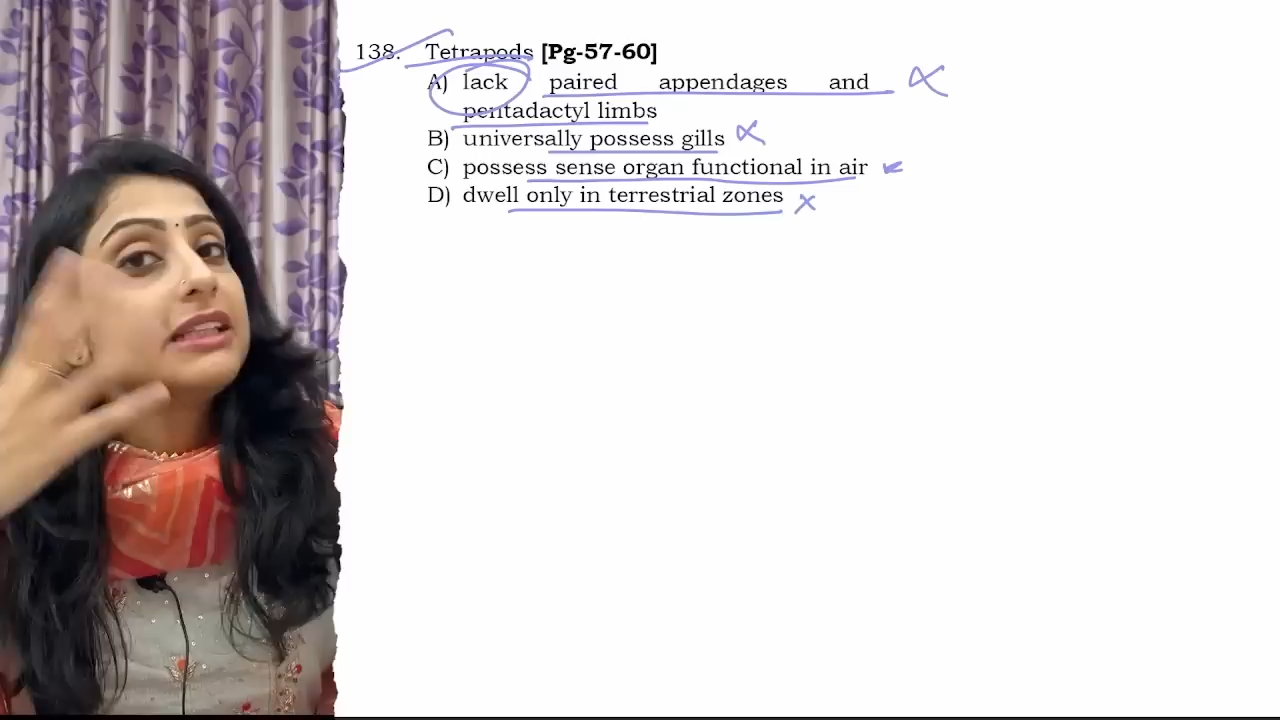 138. Tetrapods [Pg-57-60]
A) lack paired appendages and
pentadactyl limbs
B) universally possess gills
C) possess sense organ functional in air
D) dwell only in terrestrial zones